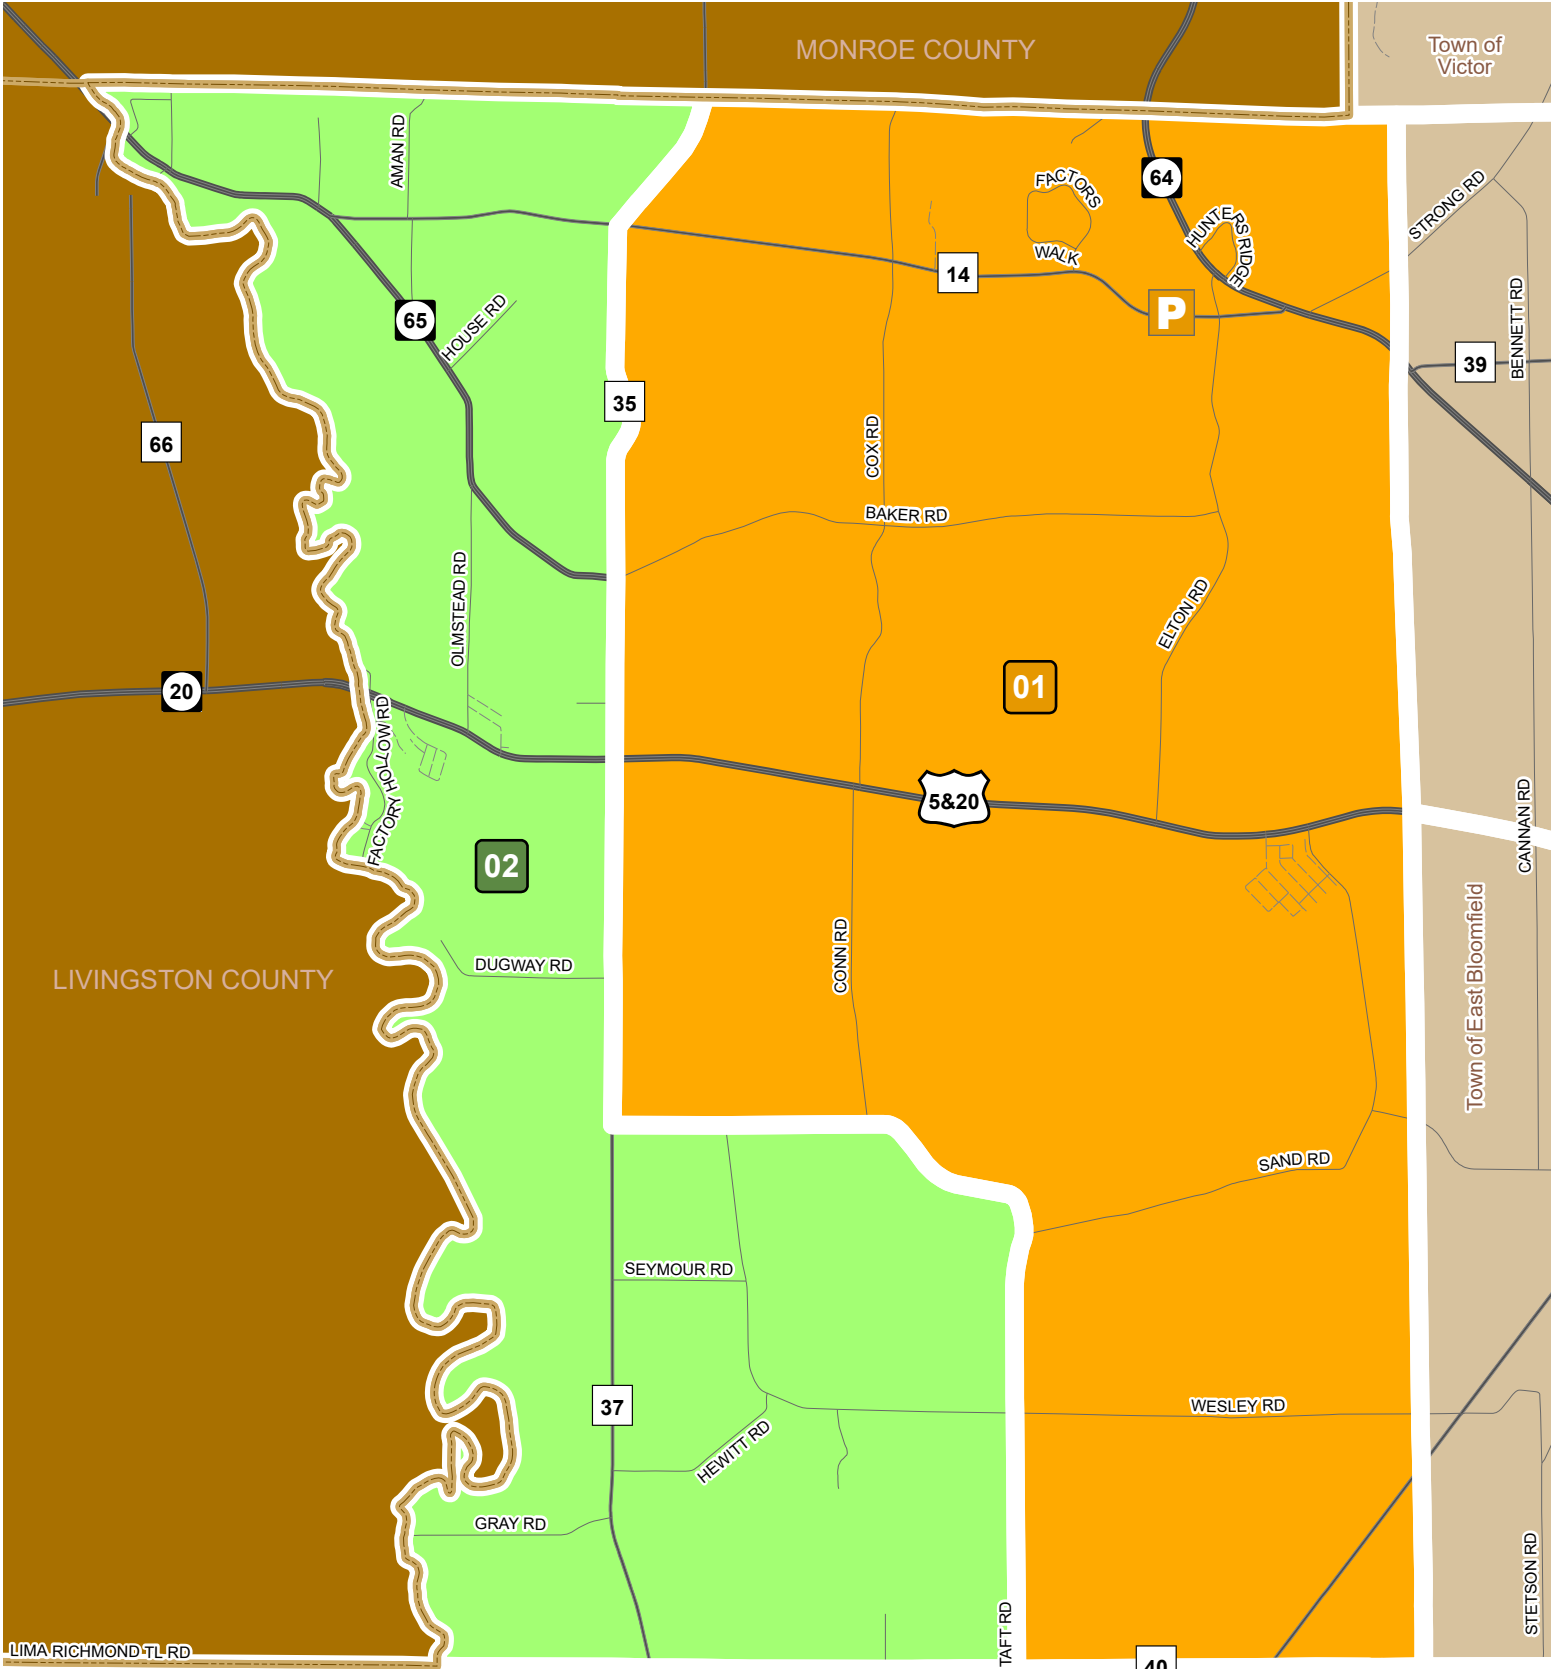 MONROE COUNTY
Town of
Victor
AMAN RD
FACTORS
WALK
64
HUNTERS RIDGE
STRONG RD
14
P
65
HOUSE RD
BENNETT RD
39
35
66
COX RD
BAKER RD
OLMSTEAD RD
ELTON RD
20
01
FACTORY HOLLOW RD
5&20
CANNAN RD
02
CONN RD
DUGWAY RD
LIVINGSTON COUNTY
Town of East Bloomfield
SAND RD
SEYMOUR RD
37
WESLEY RD
HEWITT RD
GRAY RD
STETSON RD
TAFT RD
LIMA RICHMOND TL RD
40